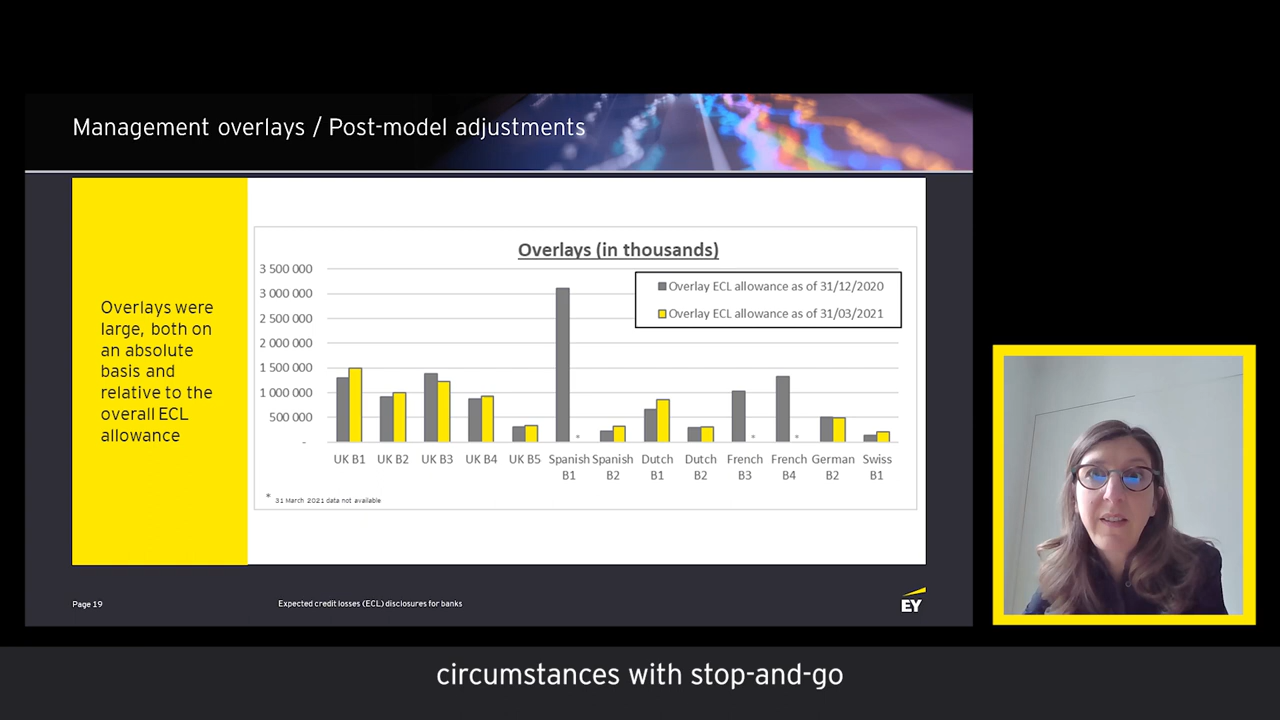 Management overlays / Post-model adjustments
Overlays were
large, both on
an absolute
basis and
relative to the
overall ECL
allowance
Overlays (in thousands)
3 500 000
3 000 000
2 500 000
2 000 000
1 500 000
1 000 000
500 000
-
Overlay ECL allowance as of 31/12/2020
Overlay ECL allowance as of 31/03/2021
* * *
UK B1 UK B2 UK B3 UK B4 UK B5 Spanish Spanish Dutch Dutch French French German Swiss
B1 B2 B1 B2 B3 B4 B2 B1
* 31 March 2021 data not available
Page 19
Expected credit losses (ECL) disclosures for banks
EY
circumstances with stop-and-go